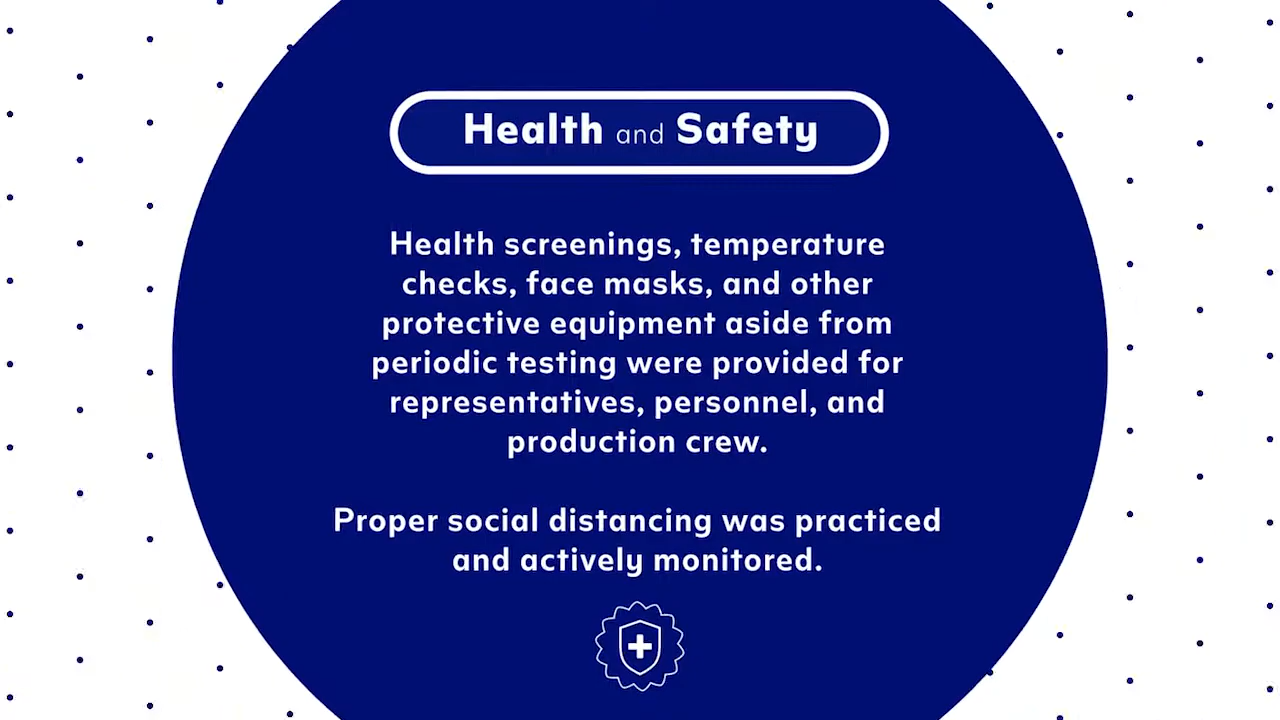 Health and Safety
Health screenings, temperature
checks, face masks, and other
protective equipment aside from
periodic testing were provided for
representatives, personnel, and
production crew.
Proper social distancing was practiced
and actively monitored.